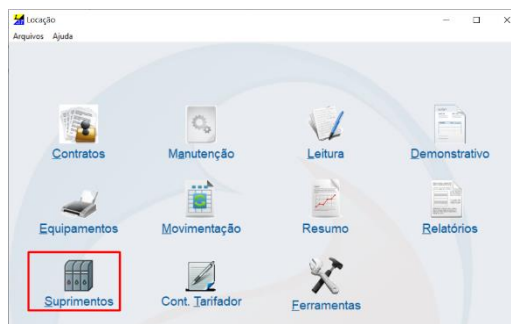 Locação
Arquivos Ajuda
Contratos Manutenção Leitura Demonstrativo
Equipamentos Movimentação Resumo Relatórios
Suprimentos Cont. Tarifador Ferramentas